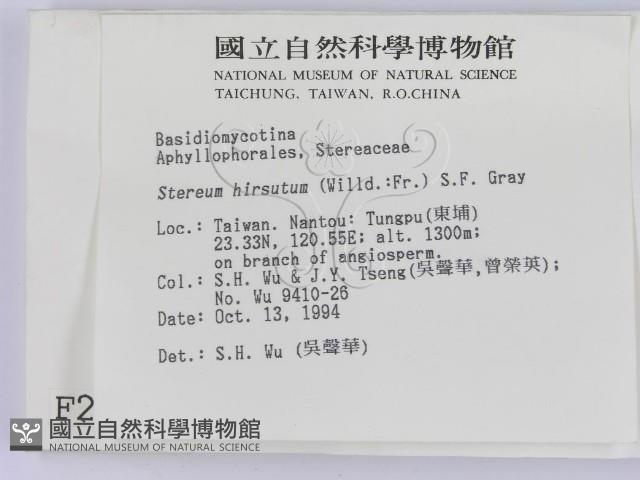 國立自然科學博物館
NATIONAL MUSEUM OF NATURAL SCIENCE
TAICHUNG, TAIWAN, R.O.CHINA
Basidiomycotina
Aphyllophorales, Stereaceae
Stereum hirsutum (Willd.:Fr.) S.F. Gray
Loc.: Taiwan. Nantou: Tungpu(東埔)
23.33N, 120.55E; alt. 1300m;
on branch of angiosperm.
Col.: S.H. Wu & J.Y. Tseng(吳聲華,曾榮英);
No. Wu 9410-26
Date: Oct. 13, 1994
Det.: S.H. Wu (吳聲華)
F2
國立自然科學博物館
NATIONAL MUSEUM OF NATURAL SCIENCE